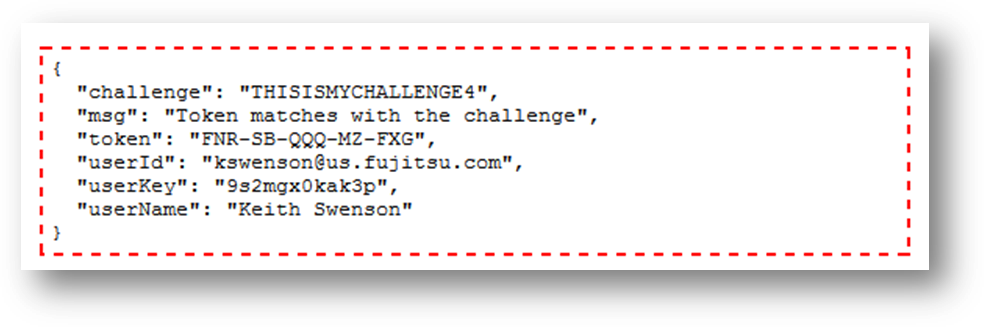 {
"challenge": "THISISMYCHALLENGE4",
"msg": "Token matches with the challenge",
"token": "FNR-SB-QQQ-MZ-FXG",
"userId": "kswenson@us.fujitsu.com",
"userKey": "9s2mgx0kak3p",
"userName": "Keith Swenson"
}